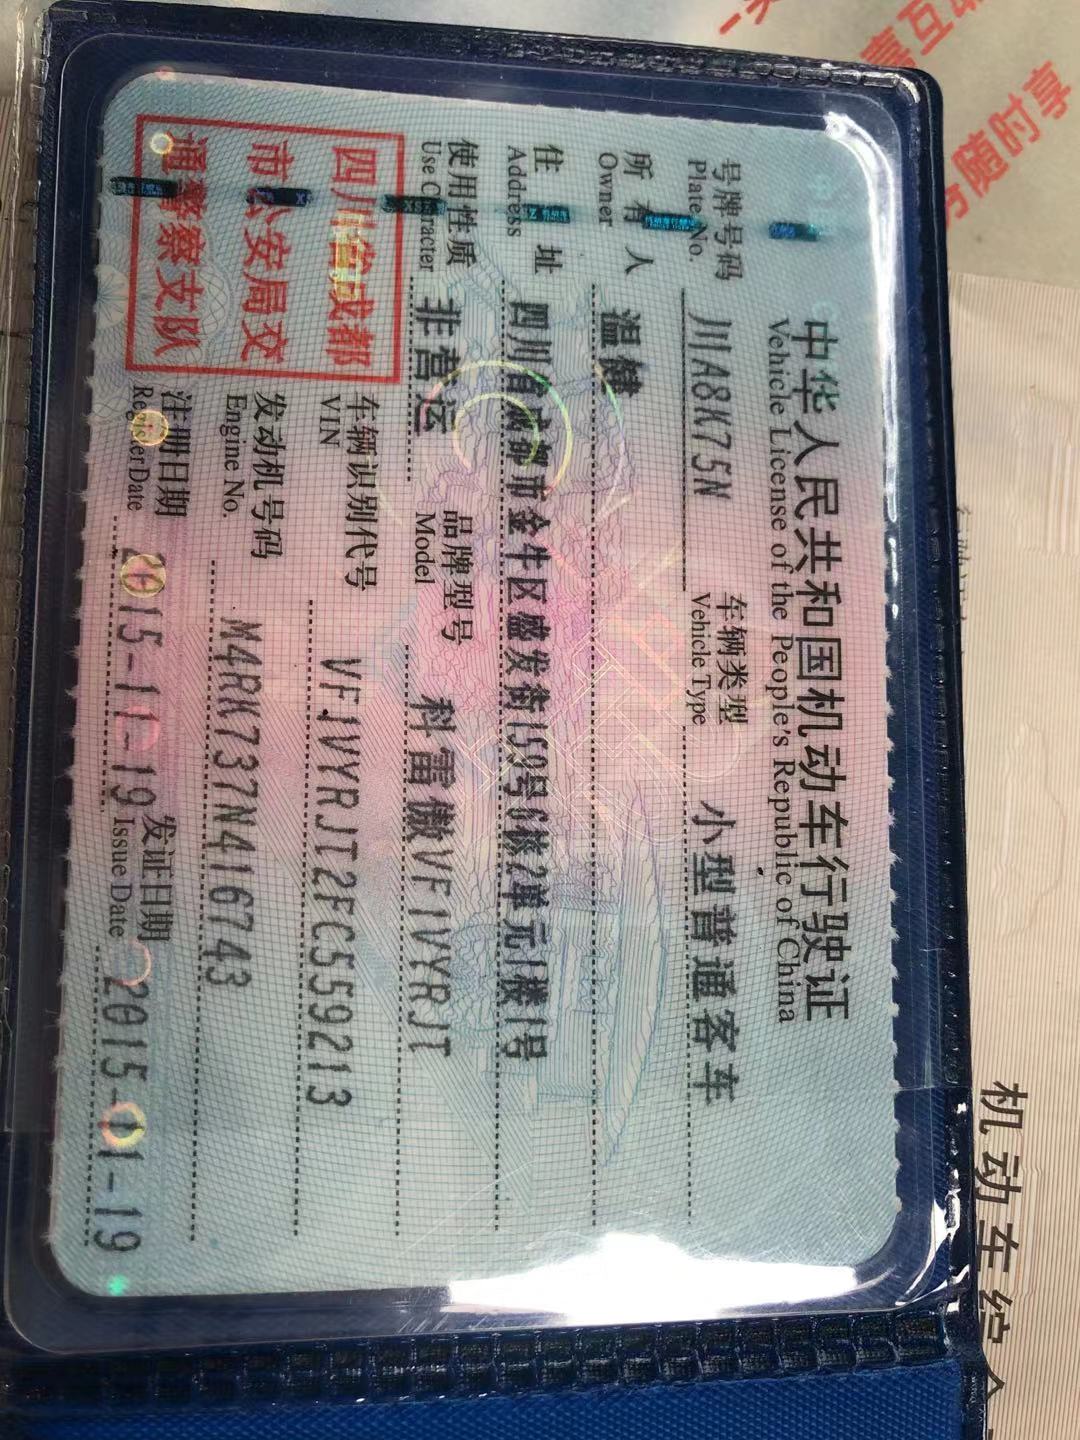 中华人民共和国机动车行驶证
Vehicle License of the People's Republic of China
号牌号码 川A8K75N 车辆类型 小型普通客车
Plate No. Vehicle Type
所有人 温健
Owner
住址 四川省成都市金牛区盛发街159号6栋2单元1楼1号
Address
使用性质 非营运 品牌型号 科雷傲VF1VYRJT
Use Character Model
车辆识别代号 VF1VYRJT2FC559213
VIN
发动机号码 M4RK737N416743
Engine No.
注册日期 2015-11-19 发证日期 2015-11-19
Register Date Issue Date
四川省成都
市公安局交
通警察支队
随时享
机动车综合